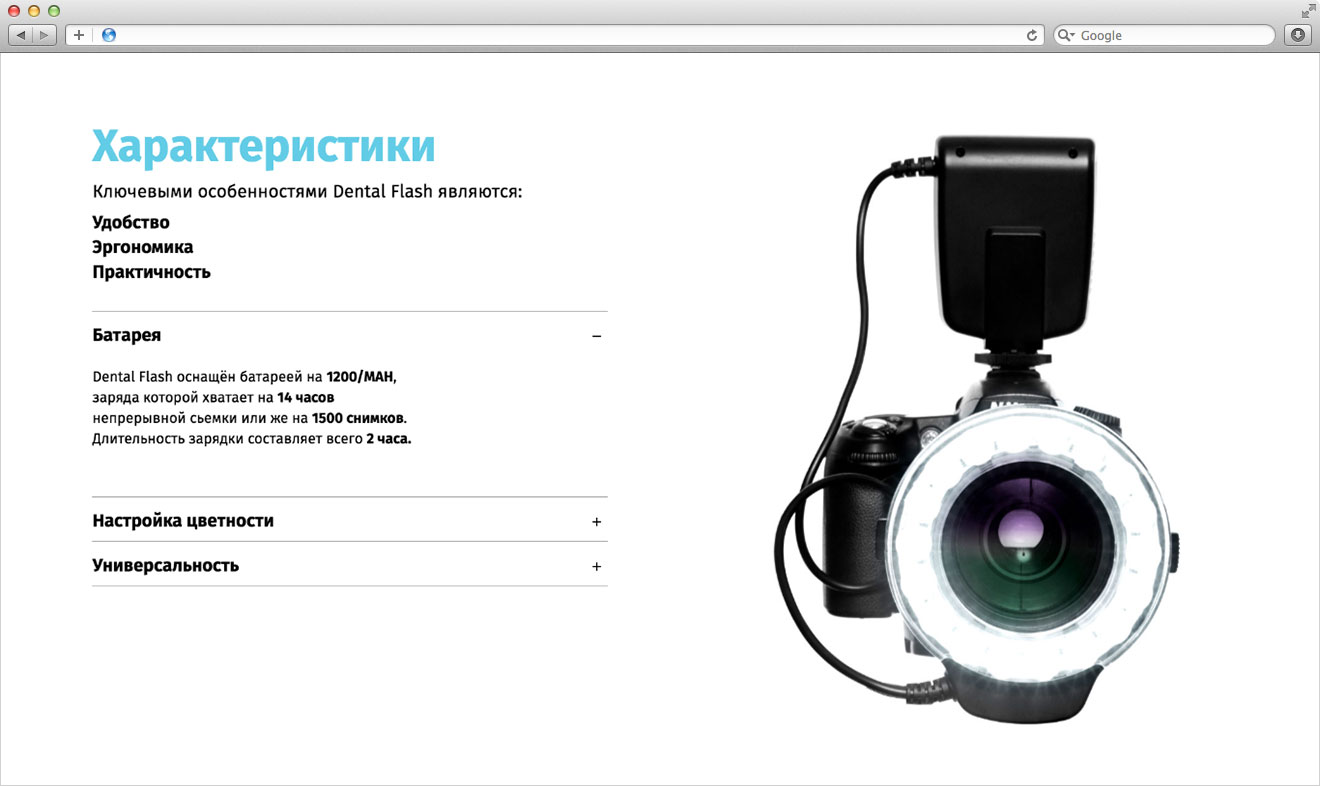 Google
Характеристики
Ключевыми особенностями Dental Flash являются:
Удобство
Эргономика
Практичность
Батарея −
Dental Flash оснащён батареей на 1200/МАН,
заряда которой хватает на 14 часов
непрерывной сьемки или же на 1500 снимков.
Длительность зарядки составляет всего 2 часа.
Настройка цветности +
Универсальность +